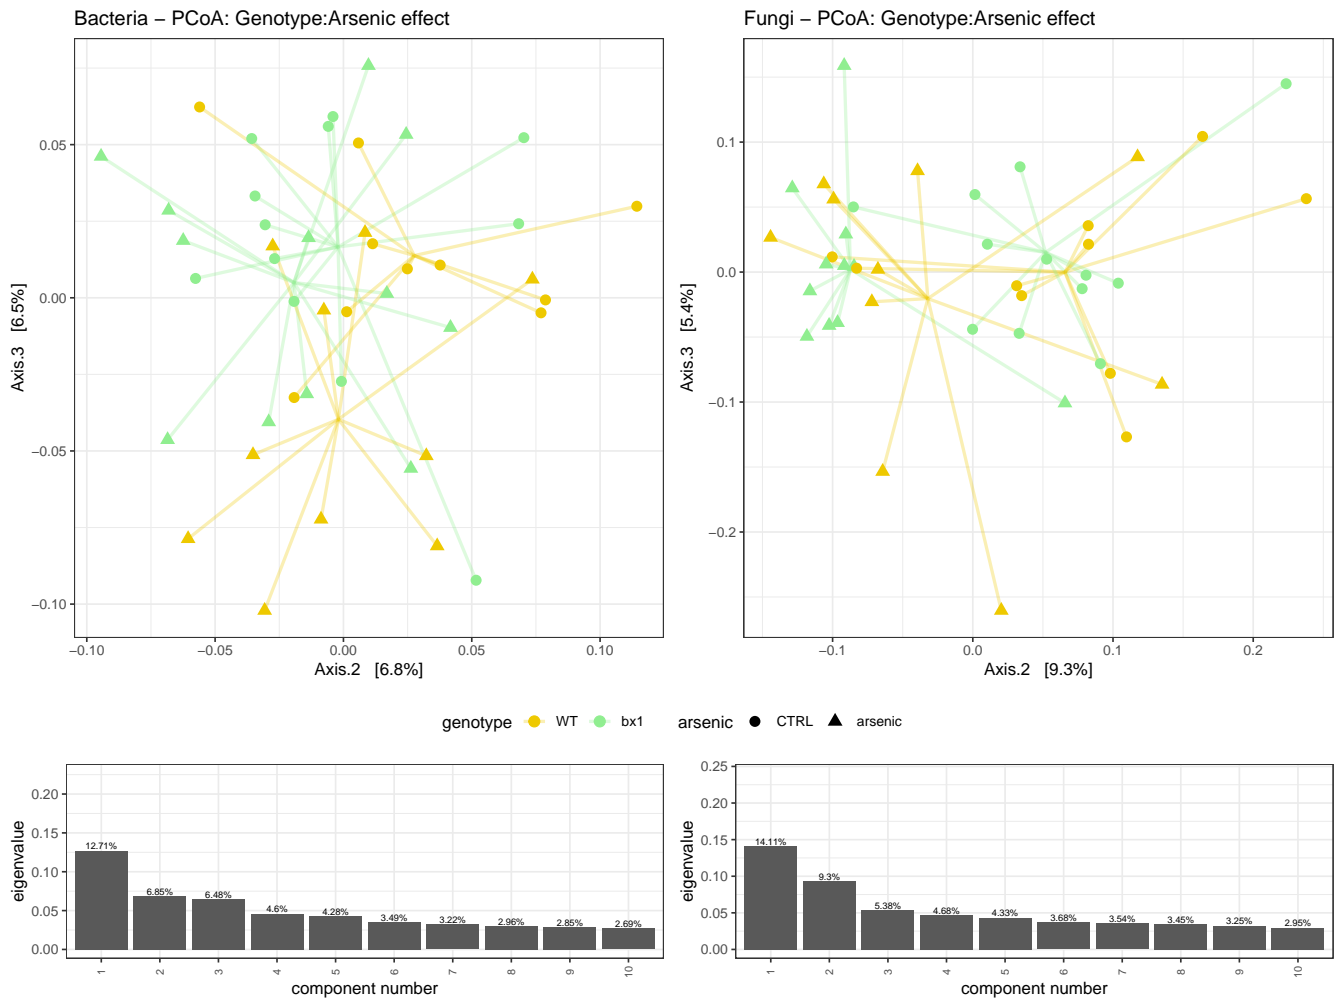 Bacteria − PCoA: Genotype:Arsenic effect
0.05
0.00
−0.05
−0.10
Axis.3 [6.5%]
−0.10 −0.05 0.00 0.05 0.10
Axis.2 [6.8%]
Fungi − PCoA: Genotype:Arsenic effect
0.1
0.0
−0.1
−0.2
Axis.3 [5.4%]
−0.1 0.0 0.1 0.2
Axis.2 [9.3%]
genotype WT bx1 arsenic CTRL arsenic
0.20
0.15
0.10
0.05
0.00
eigenvalue
12.71%
6.85%
6.48%
4.6%
4.28%
3.49%
3.22%
2.96%
2.85%
2.69%
1 2 3 4 5 6 7 8 9 10
component number
0.25
0.20
0.15
0.10
0.05
0.00
eigenvalue
14.11%
9.3%
5.38%
4.68%
4.33%
3.68%
3.54%
3.45%
3.25%
2.95%
1 2 3 4 5 6 7 8 9 10
component number